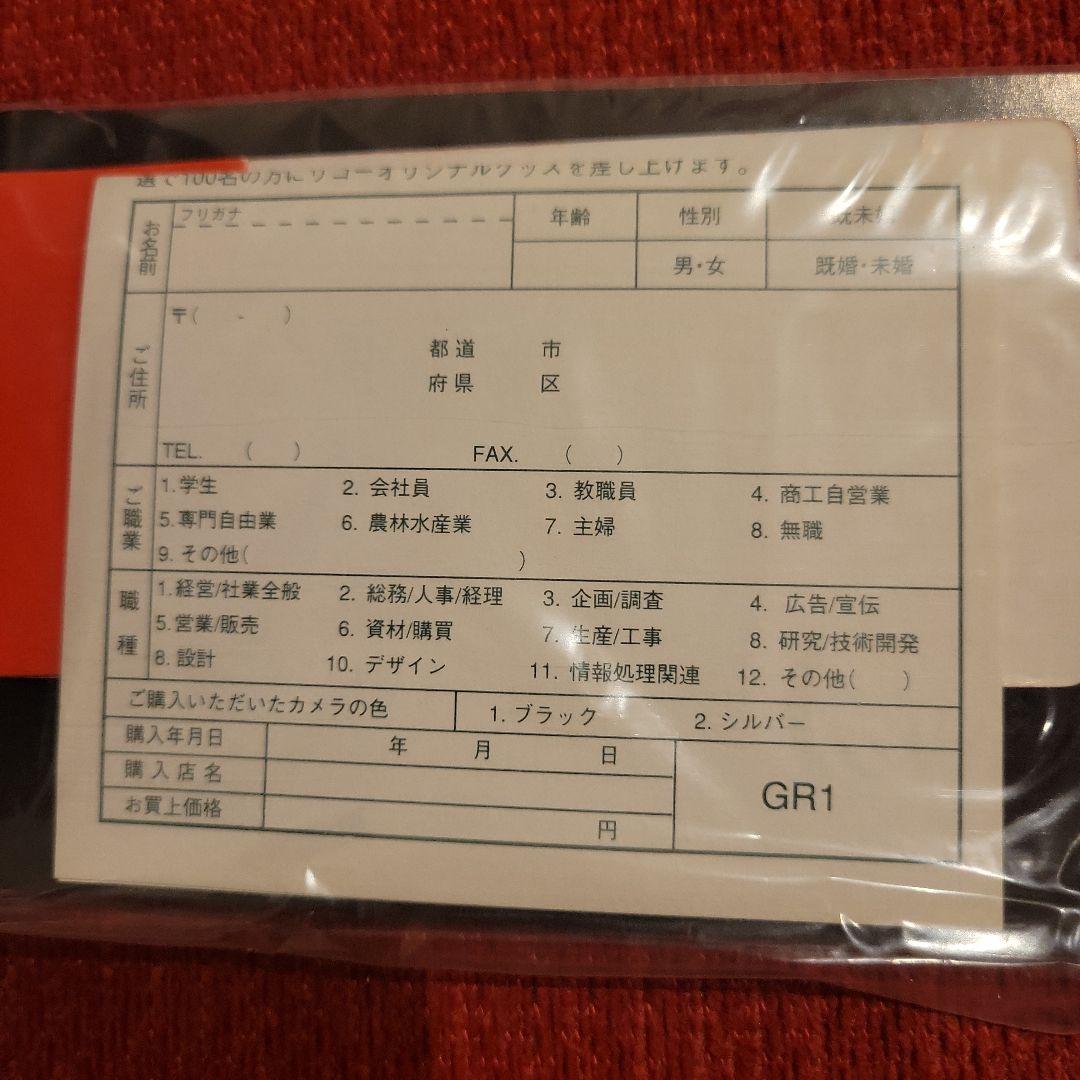 選で100名の方にリコーオリジナルグッズを差し上げます。
お名前 フリガナ 年齢 性別 既未婚
男・女 既婚・未婚
ご住所 〒( - )
都道 市
府県 区
TEL. ( ) FAX. ( )
ご職業 1.学生 2. 会社員 3. 教職員 4. 商工自営業
5.専門自由業 6. 農林水産業 7. 主婦 8. 無職
9. その他( )
職種 1.経営/社業全般 2. 総務/人事/経理 3. 企画/調査 4. 広告/宣伝
5.営業/販売 6. 資材/購買 7. 生産/工事 8. 研究/技術開発
8. 設計 10. デザイン 11. 情報処理関連 12. その他( )
ご購入いただいたカメラの色 1. ブラック 2. シルバー
購入年月日 年 月 日
購入店名
お買上価格 円
GR1